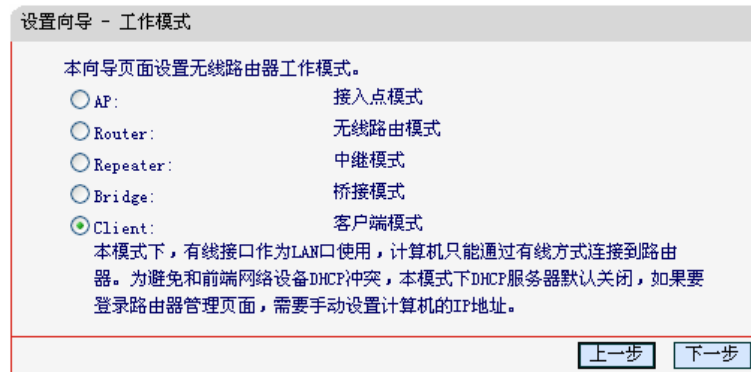 设置向导 - 工作模式
本向导页面设置无线路由器工作模式。
AP: 接入点模式
Router: 无线路由模式
Repeater: 中继模式
Bridge: 桥接模式
Client: 客户端模式
本模式下，有线接口作为LAN口使用，计算机只能通过有线方式连接到路由
器。为避免和前端网络设备DHCP冲突，本模式下DHCP服务器默认关闭，如果要
登录路由器管理页面，需要手动设置计算机的IP地址。
上一步 下一步